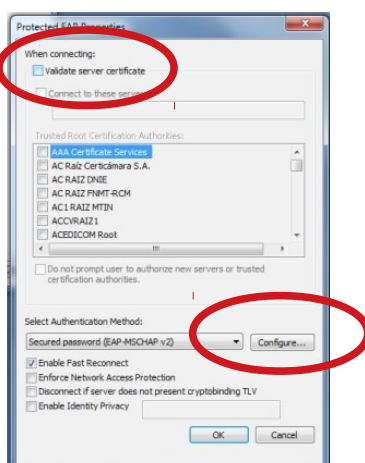 Protected EAP Properties
When connecting:
Validate server certificate
Connect to these servers
Trusted Root Certification Authorities:
AAA Certificate Services
AC Raíz Certicámara S.A.
AC RAIZ DNIE
AC RAIZ FNMT-RCM
AC1 RAIZ MTIN
ACCVRAIZ1
ACEDICOM Root
Do not prompt user to authorize new servers or trusted
certification authorities.
Select Authentication Method:
Secured password (EAP-MSCHAP v2)
Configure...
Enable Fast Reconnect
Enforce Network Access Protection
Disconnect if server does not present cryptobinding TLV
Enable Identity Privacy
OK
Cancel